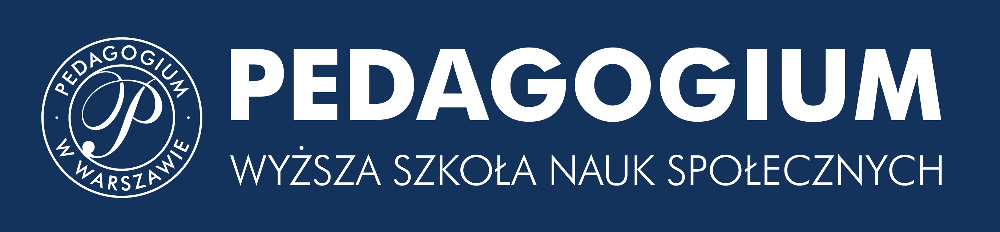 PEDAGOGIUM
W WARSZAWIE
P
PEDAGOGIUM
WYŻSZA SZKOŁA NAUK SPOŁECZNYCH